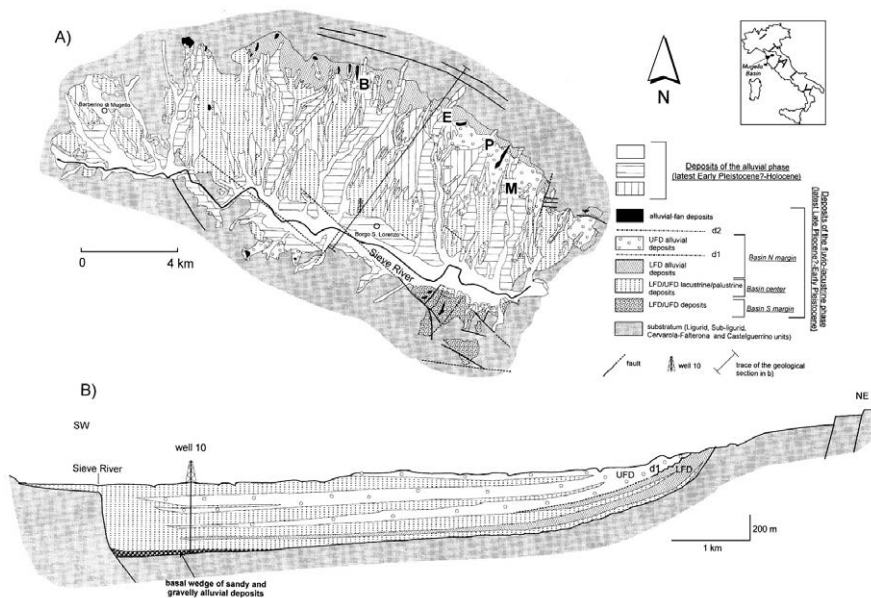 A)
Mugello
Basin
N
Barberino di Mugello
B
E
P
M
Borgo S. Lorenzo
Sieve River
0 4 km
Deposits of the alluvial phase
(latest Early Pleistocene?-Holocene)
alluvial-fan deposits
d2
UFD alluvial
deposits
d1
Basin N margin
LFD alluvial
deposits
LFD/UFD lacustrine/palustrine
deposits
Basin center
LFD/UFD deposits
Basin S margin
Deposits of the fluvio-lacustrine phase
(latest Late Pliocene?-Early Pleistocene)
substratum (Ligurid, Sub-ligurid,
Cervarola-Falterona and Castelguerrino units)
fault
well 10
trace of the geological
section in b)
B)
SW
NE
well 10
Sieve River
UFD
d1
LFD
200 m
1 km
basal wedge of sandy and
gravelly alluvial deposits